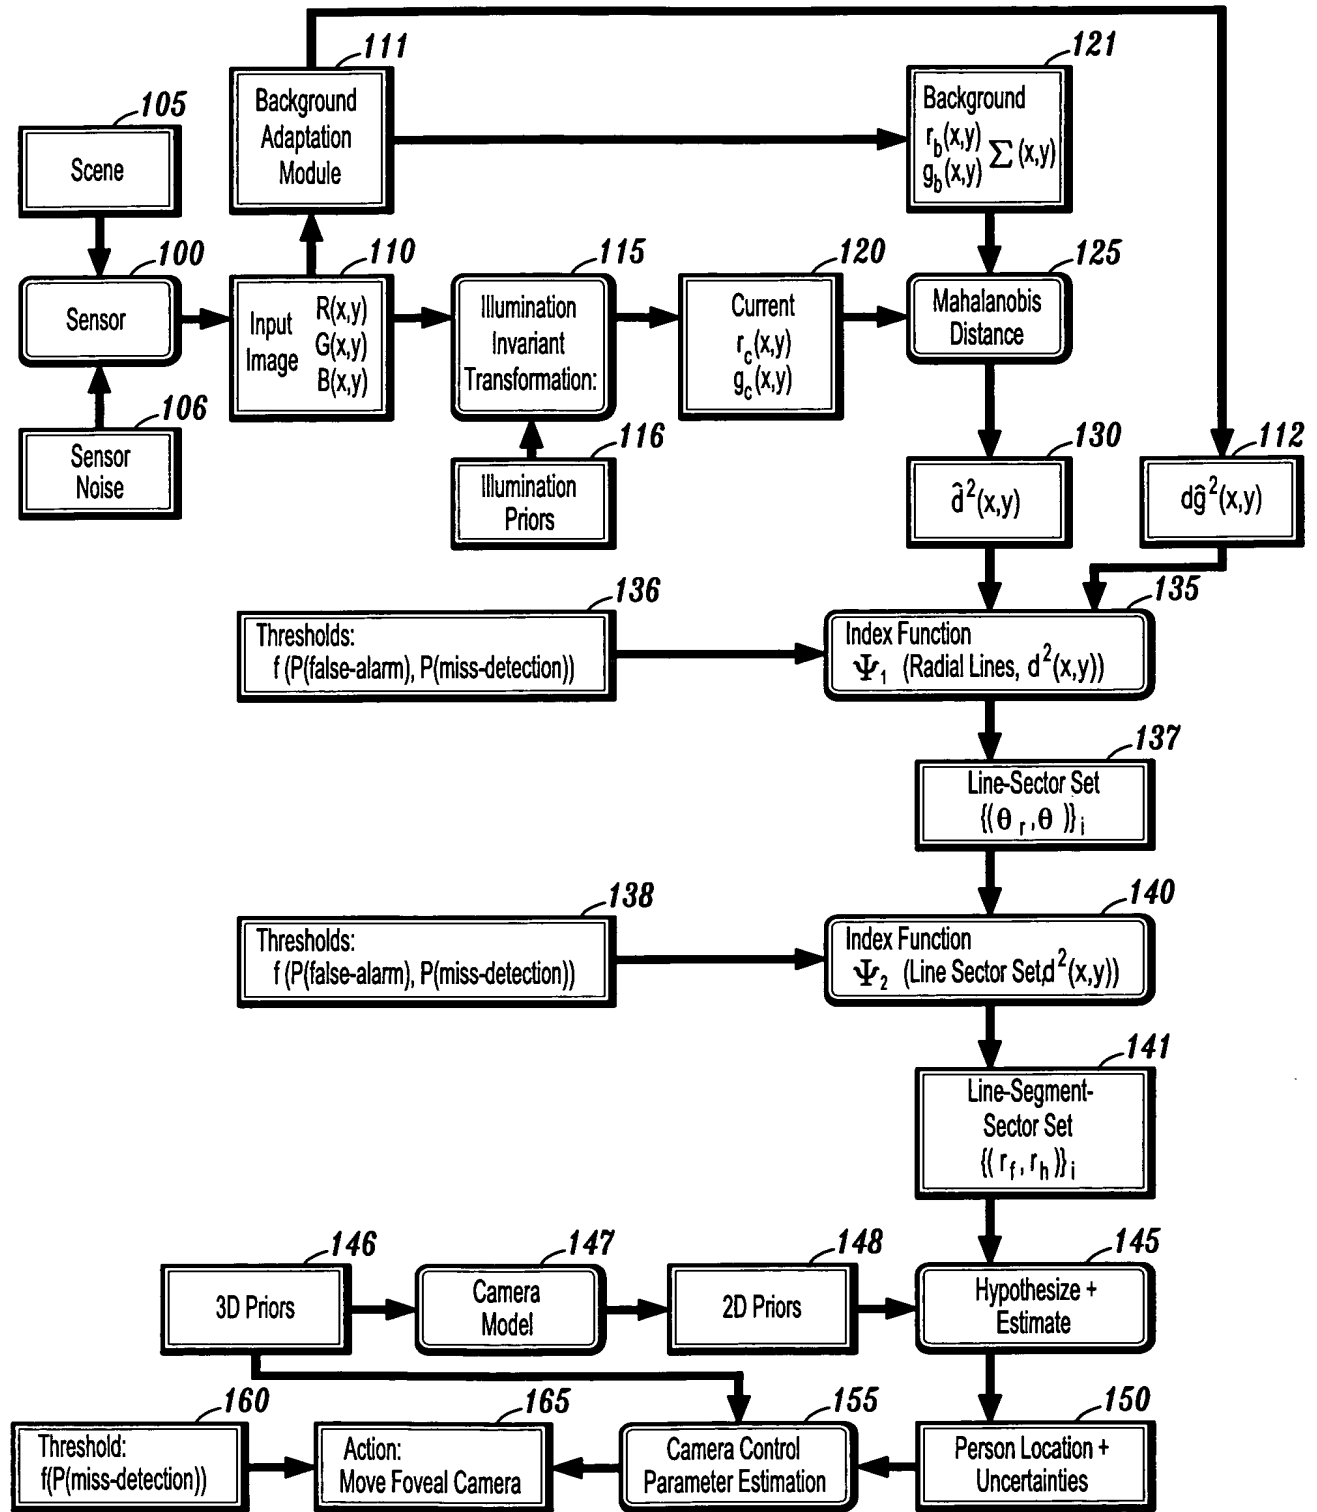 111
Background
Adaptation
Module
121
Background
r_b(x,y)
g_b(x,y)
Σ (x,y)
105
Scene
100
Sensor
110
Input
Image
R(x,y)
G(x,y)
B(x,y)
115
Illumination
Invariant
Transformation:
120
Current
r_c(x,y)
g_c(x,y)
125
Mahalanobis
Distance
106
Sensor
Noise
116
Illumination
Priors
130
d̂²(x,y)
112
dĝ²(x,y)
136
Thresholds:
f (P(false-alarm), P(miss-detection))
135
Index Function
Ψ₁ (Radial Lines, d²(x,y))
137
Line-Sector Set
{(θ_r,θ )}_i
138
Thresholds:
f (P(false-alarm), P(miss-detection))
140
Index Function
Ψ₂ (Line Sector Set,d²(x,y))
141
Line-Segment-
Sector Set
{(r_f,r_h)}_i
146
3D Priors
147
Camera
Model
148
2D Priors
145
Hypothesize +
Estimate
160
Threshold:
f(P(miss-detection))
165
Action:
Move Foveal Camera
155
Camera Control
Parameter Estimation
150
Person Location +
Uncertainties